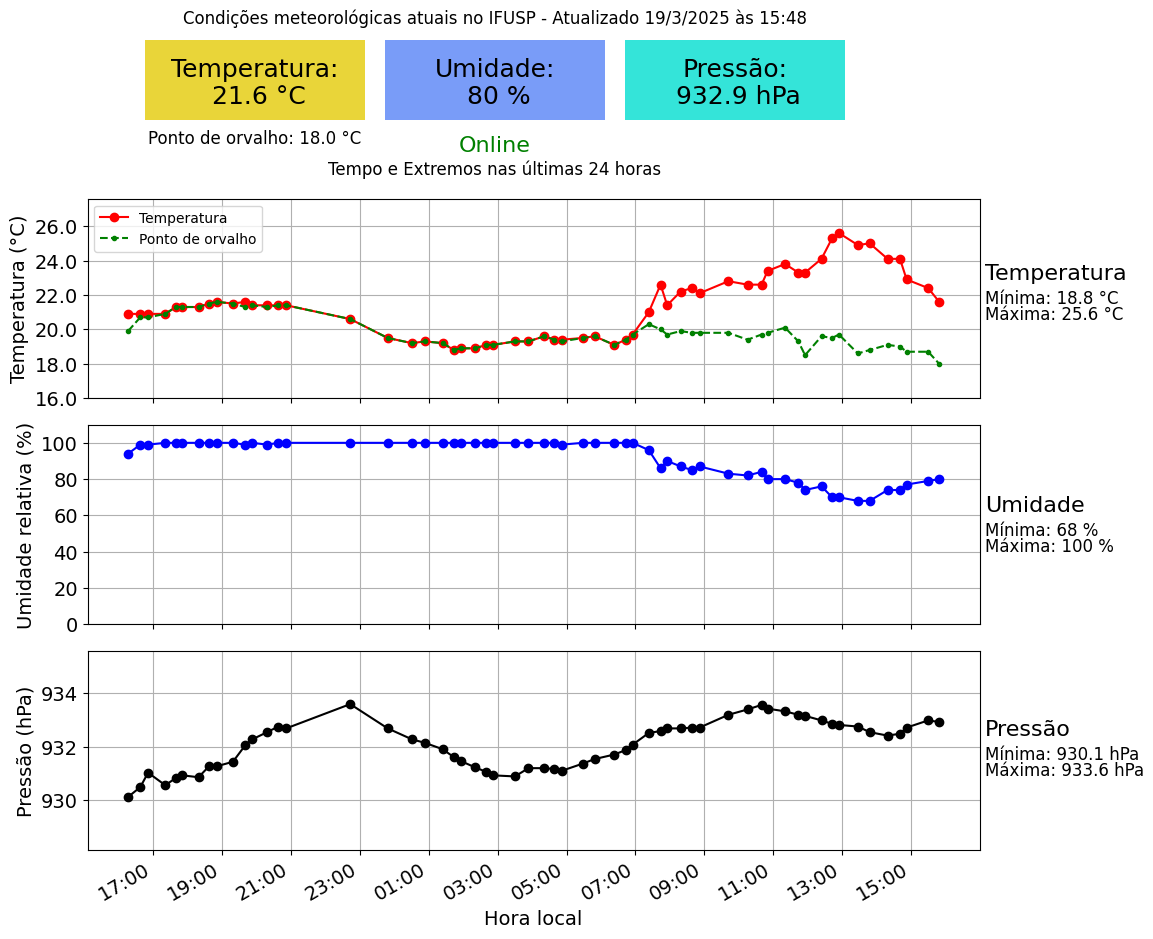 Condições meteorológicas atuais no IFUSP - Atualizado 19/3/2025 às 15:48
Temperatura:
21.6 °C
Umidade:
80 %
Pressão:
932.9 hPa
Ponto de orvalho: 18.0 °C
Online
Tempo e Extremos nas últimas 24 horas
Temperatura (°C)
26.0
24.0
22.0
20.0
18.0
16.0
Temperatura
Ponto de orvalho
Temperatura
Mínima: 18.8 °C
Máxima: 25.6 °C
Umidade relativa (%)
100
80
60
40
20
0
Umidade
Mínima: 68 %
Máxima: 100 %
Pressão (hPa)
934
932
930
Pressão
Mínima: 930.1 hPa
Máxima: 933.6 hPa
17:00
19:00
21:00
23:00
01:00
03:00
05:00
07:00
09:00
11:00
13:00
15:00
Hora local